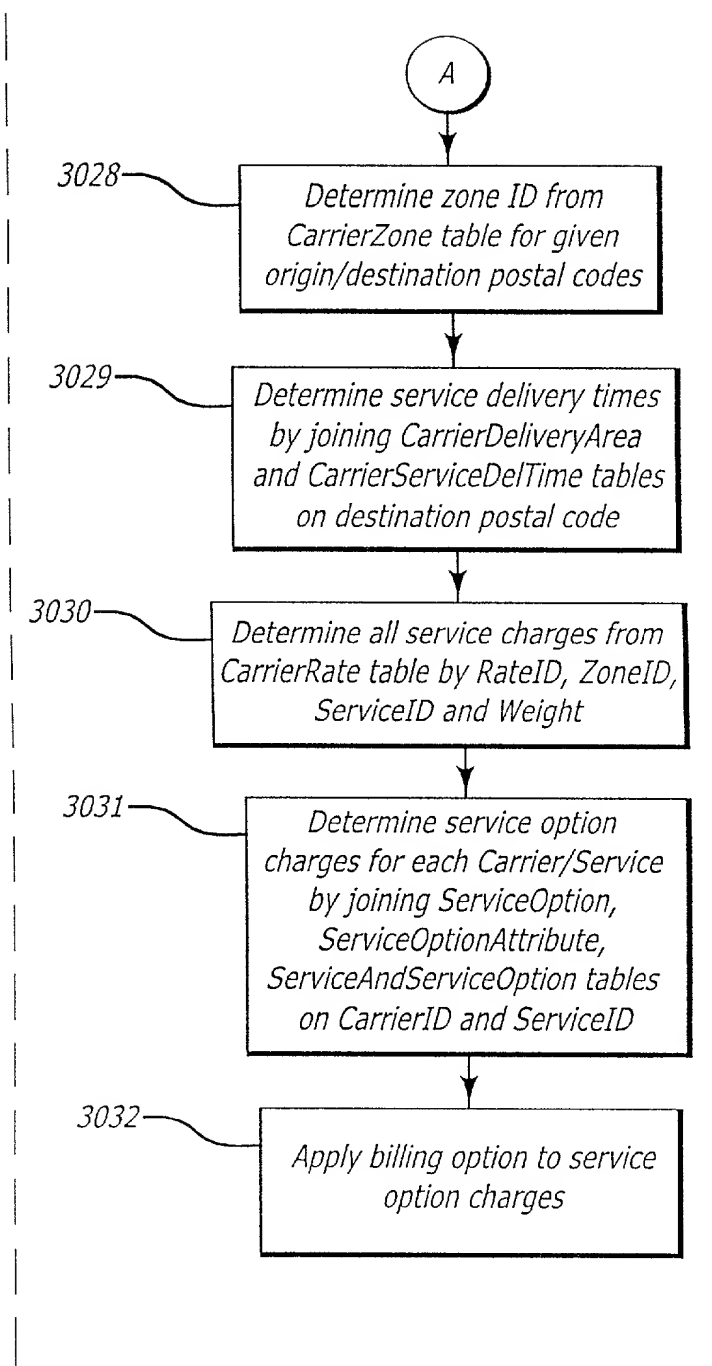 A
3028
Determine zone ID from
CarrierZone table for given
origin/destination postal codes
3029
Determine service delivery times
by joining CarrierDeliveryArea
and CarrierServiceDelTime tables
on destination postal code
3030
Determine all service charges from
CarrierRate table by RateID, ZoneID,
ServiceID and Weight
3031
Determine service option
charges for each Carrier/Service
by joining ServiceOption,
ServiceOptionAttribute,
ServiceAndServiceOption tables
on CarrierID and ServiceID
3032
Apply billing option to service
option charges